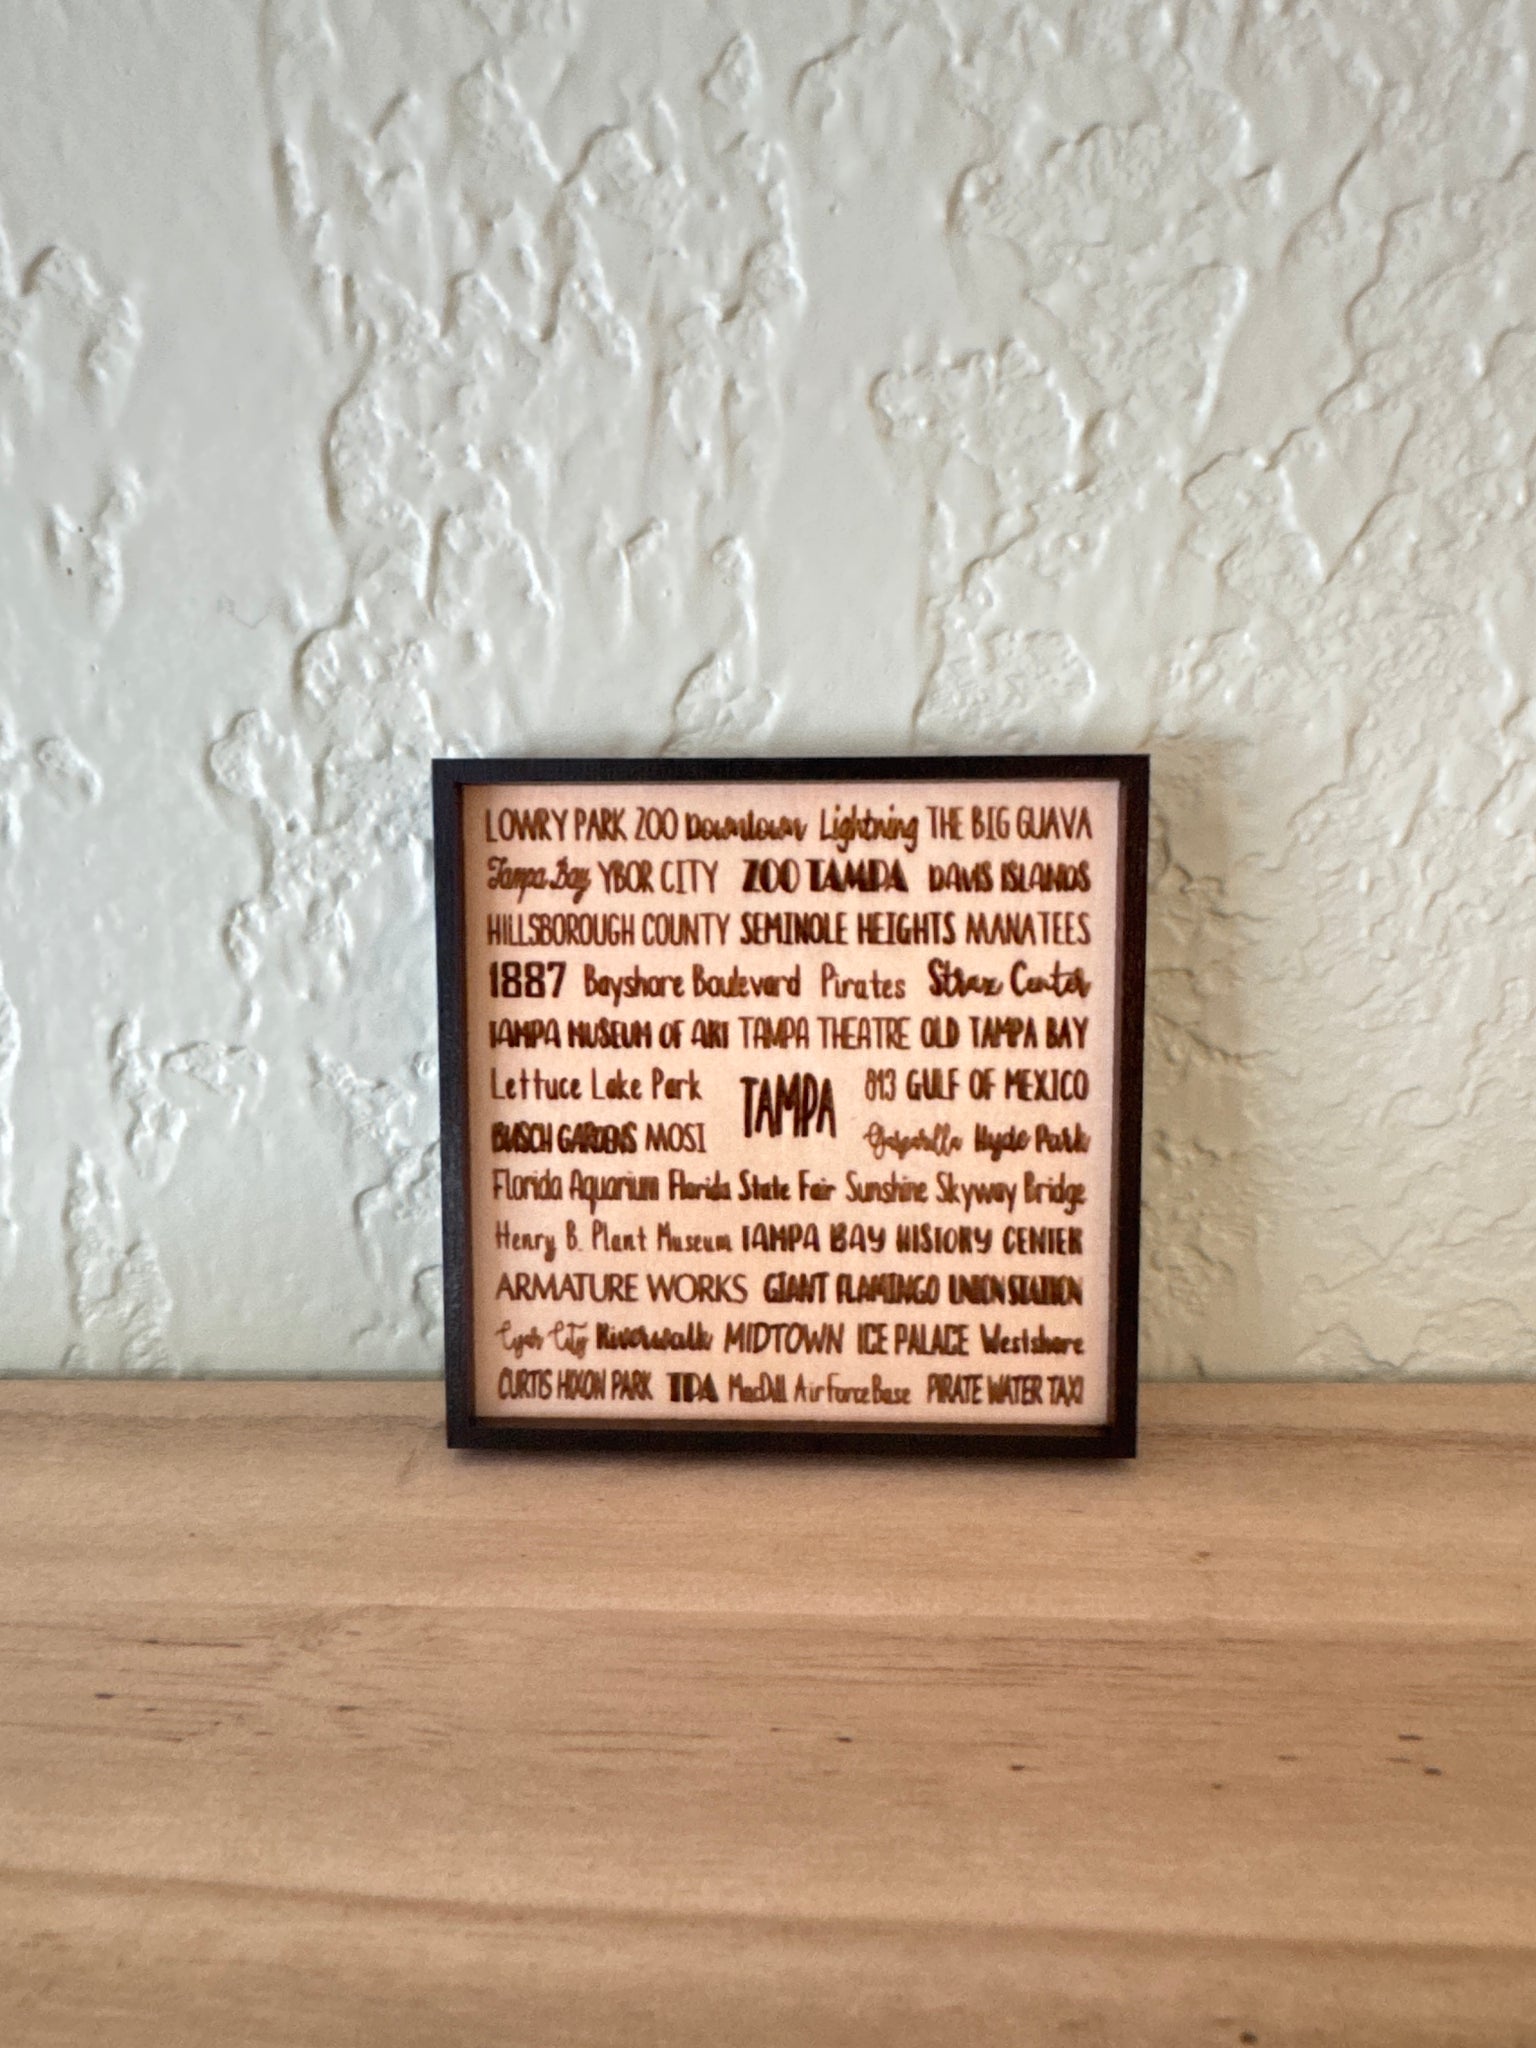 LOWRY PARK ZOO Downtown Lightning THE BIG GUAVA
Tampa Bay YBOR CITY ZOO TAMPA DAVIS ISLANDS
HILLSBOROUGH COUNTY SEMINOLE HEIGHTS MANATEES
1887 Bayshore Boulevard Pirates Straz Center
TAMPA MUSEUM OF ART TAMPA THEATRE OLD TAMPA BAY
Lettuce Lake Park
TAMPA
813 GULF OF MEXICO
BUSCH GARDENS MOSI
Gasparilla Hyde Park
Florida Aquarium Florida State Fair Sunshine Skyway Bridge
Henry B. Plant Museum TAMPA BAY HISTORY CENTER
ARMATURE WORKS GIANT FLAMINGO UNION STATION
Cigar City Riverwalk MIDTOWN ICE PALACE Westshore
CURTIS HIXON PARK TPA MacDill AirForceBase PIRATE WATER TAXI